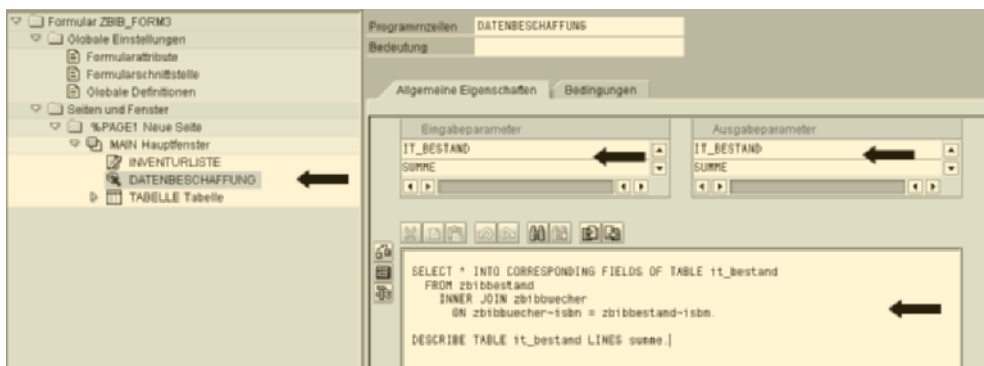 Formular ZBIB_FORM3
Globale Einstellungen
Formularattribute
Formularschnittstelle
Globale Definitionen
Seiten und Fenster
%PAGE1 Neue Seite
MAIN Hauptfenster
INVENTURLISTE
DATENBESCHAFFUNG
TABELLE Tabelle
Programmzeilen DATENBESCHAFFUNG
Bedeutung
Allgemeine Eigenschaften Bedingungen
Eingabeparameter Ausgabeparameter
IT_BESTAND IT_BESTAND
SUMME SUMME
SELECT * INTO CORRESPONDING FIELDS OF TABLE it_bestand
FROM zbibbestand
INNER JOIN zbibbuecher
ON zbibbuecher~isbn = zbibbestand~isbn.
DESCRIBE TABLE it_bestand LINES summe.